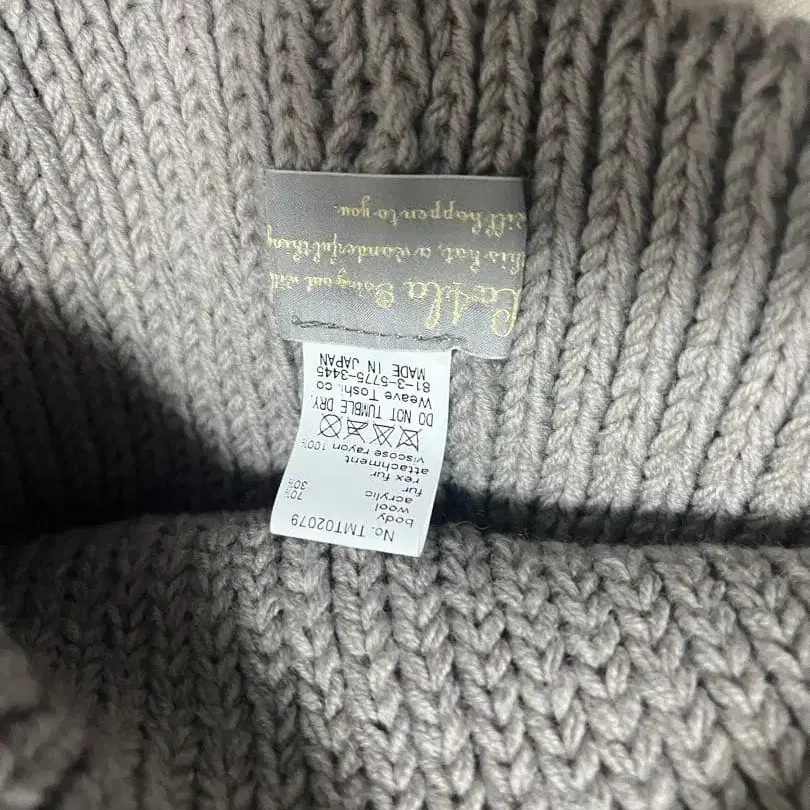 Ca4la Going out with
this hat, a wonderful thing
will happen to you.
No. TMT02079
body
wool 70%
acrylic 30%
fur
rex fur
attachment
viscose rayon 100%
DO NOT TUMBLE DRY.
Weave Toshi. co
81-3-5775-3445
MADE IN JAPAN